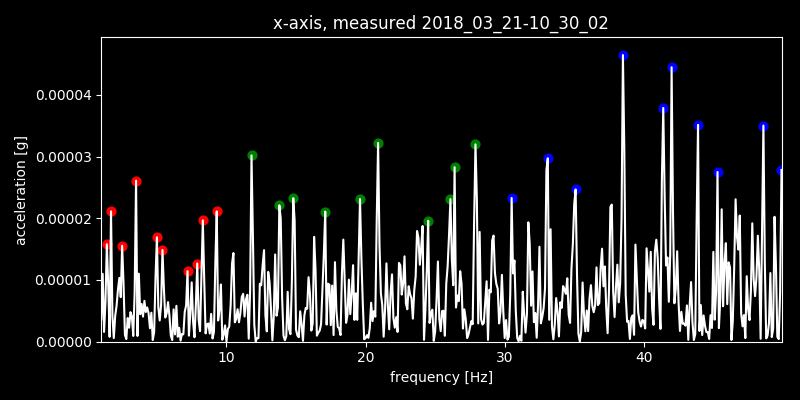 x-axis, measured 2018_03_21-10_30_02
0.00004
0.00003
0.00002
0.00001
0.00000
acceleration [g]
10 20 30 40
frequency [Hz]